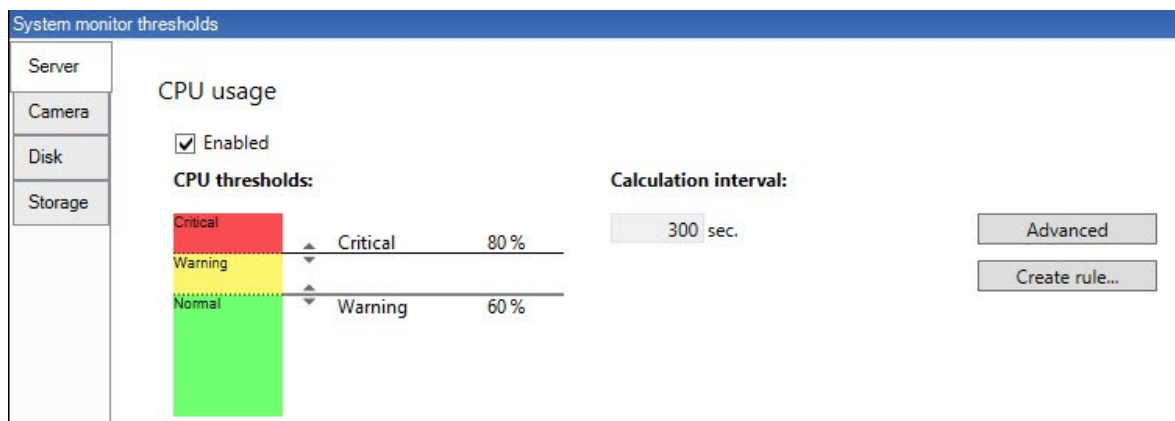 System monitor thresholds
Server
Camera
Disk
Storage
CPU usage
Enabled
CPU thresholds:
Critical
Warning
Normal
Critical 80 %
Warning 60 %
Calculation interval:
300 sec.
Advanced
Create rule...